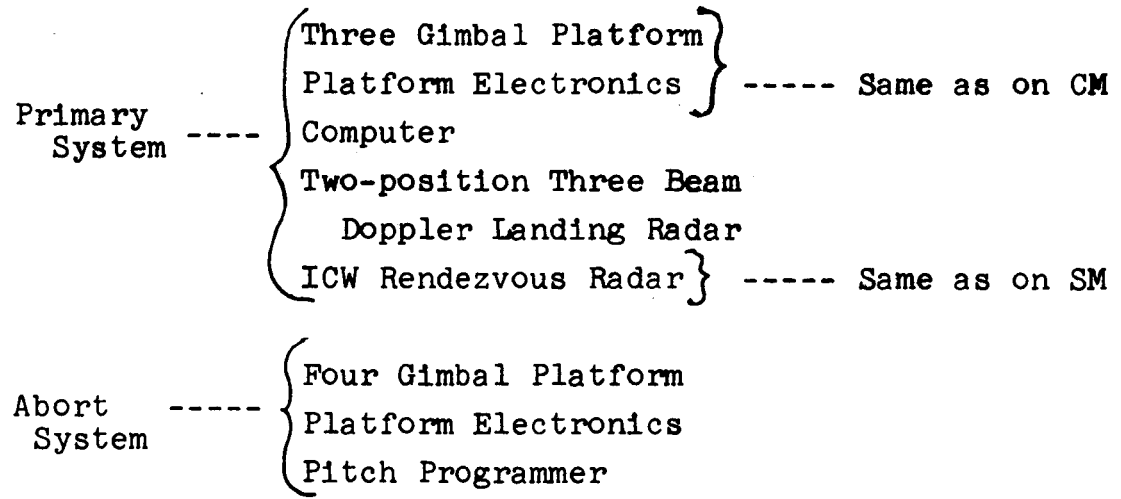 Three Gimbal Platform
Platform Electronics ----- Same as on CM
Primary
System ---- Computer
Two-position Three Beam
Doppler Landing Radar
ICW Rendezvous Radar ----- Same as on SM
Four Gimbal Platform
Abort -----
System
Platform Electronics
Pitch Programmer